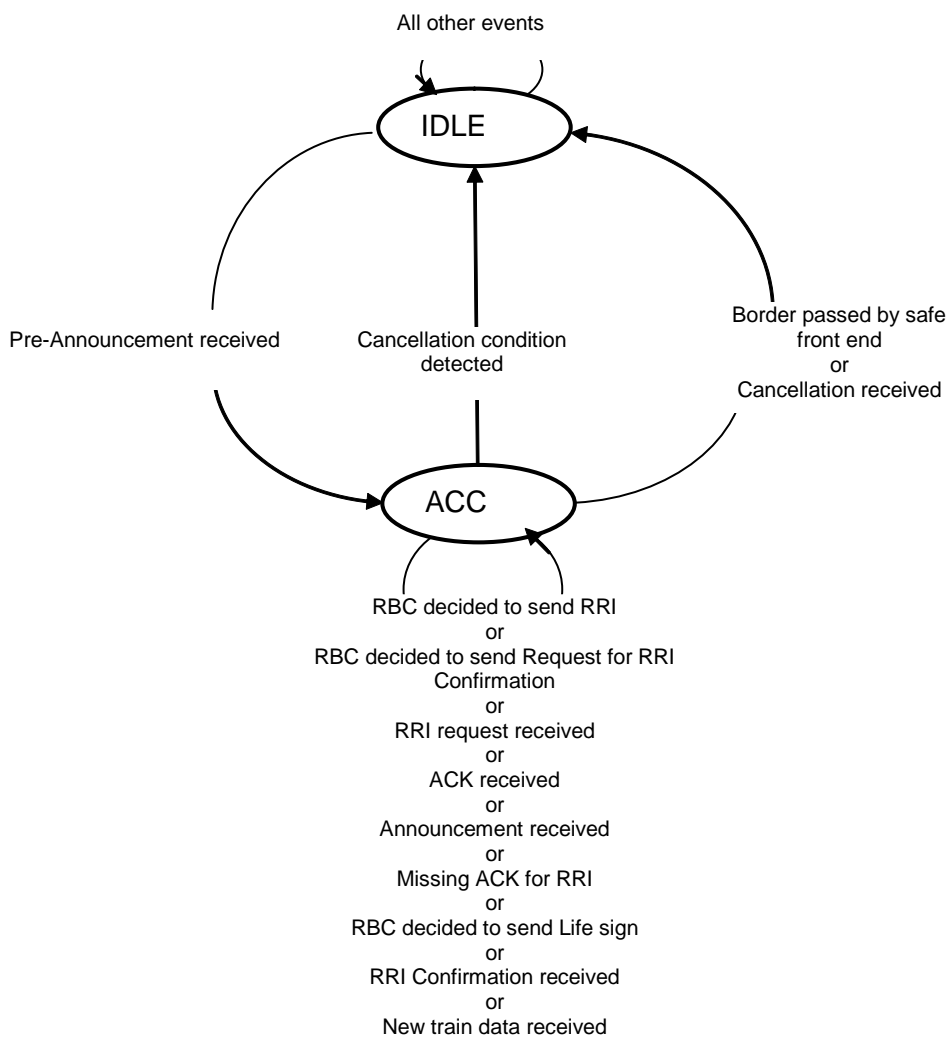 All other events
IDLE
Pre-Announcement received
Cancellation condition
detected
Border passed by safe
front end
or
Cancellation received
ACC
RBC decided to send RRI
or
RBC decided to send Request for RRI
Confirmation
or
RRI request received
or
ACK received
or
Announcement received
or
Missing ACK for RRI
or
RBC decided to send Life sign
or
RRI Confirmation received
or
New train data received